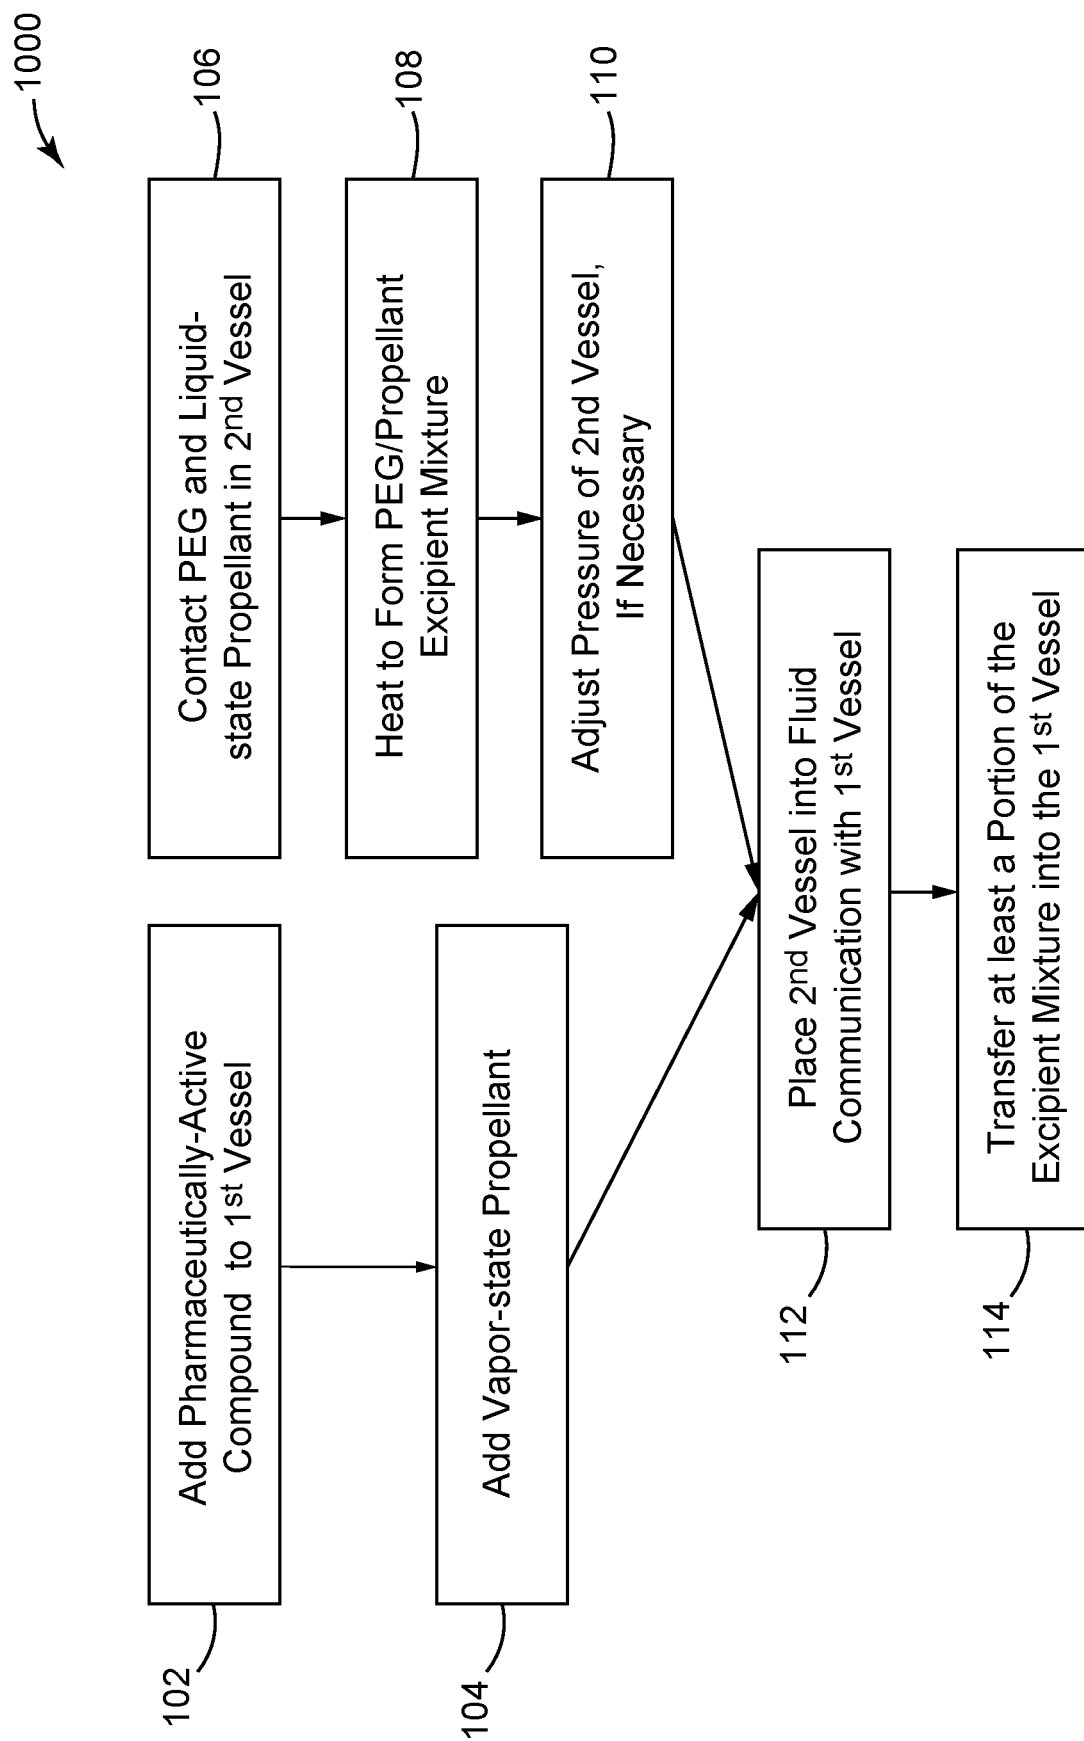 1000
102
Add Pharmaceutically-Active
Compound to 1st Vessel
104
Add Vapor-state Propellant
Contact PEG and Liquid-
state Propellant in 2nd Vessel
106
Heat to Form PEG/Propellant
Excipient Mixture
108
Adjust Pressure of 2nd Vessel,
If Necessary
110
112
Place 2nd Vessel into Fluid
Communication with 1st Vessel
114
Transfer at least a Portion of the
Excipient Mixture into the 1st Vessel